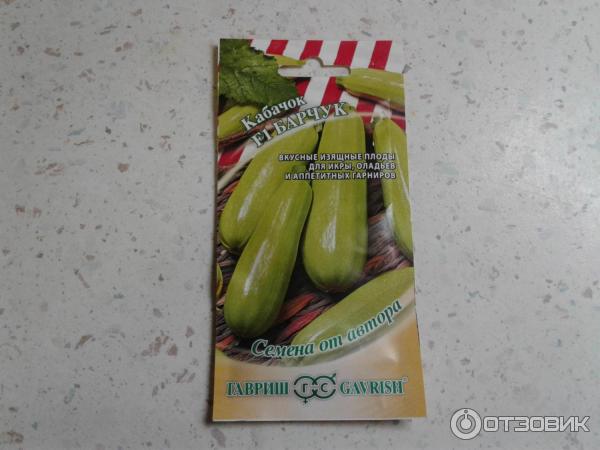 Кабачок
F1 БАРЧУК
ВКУСНЫЕ ИЗЯЩНЫЕ ПЛОДЫ
ДЛЯ ИКРЫ, ОЛАДЬЕВ
И АППЕТИТНЫХ ГАРНИРОВ
Семена от автора
ГАВРИШ Г-С GAVRISH®
ОТЗОВИК